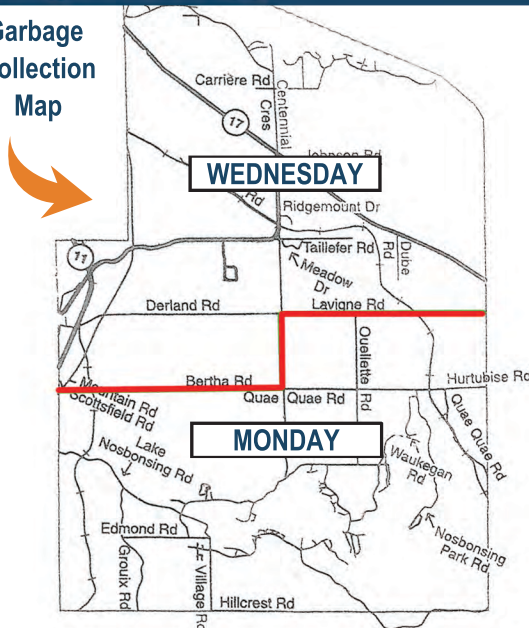 Garbage
Collection
Map
Carrière Rd
Centennial
Cres
17
Johnson Rd
WEDNESDAY
Rd
Ridgemount Dr
Taillefer Rd
Dube
Rd
11
Meadow
Dr
Derland Rd
Lavigne Rd
Ouellette Rd
Bertha Rd
Hurtubise Rd
Mountain Rd
Scottsfield Rd
Quae
Quae Rd
Quae Quae Rd
MONDAY
Lake
Nosbonsing Rd
Waukegan
Rd
Edmond Rd
Nosbonsing
Park Rd
Grouix Rd
Village Rd
Hillcrest Rd